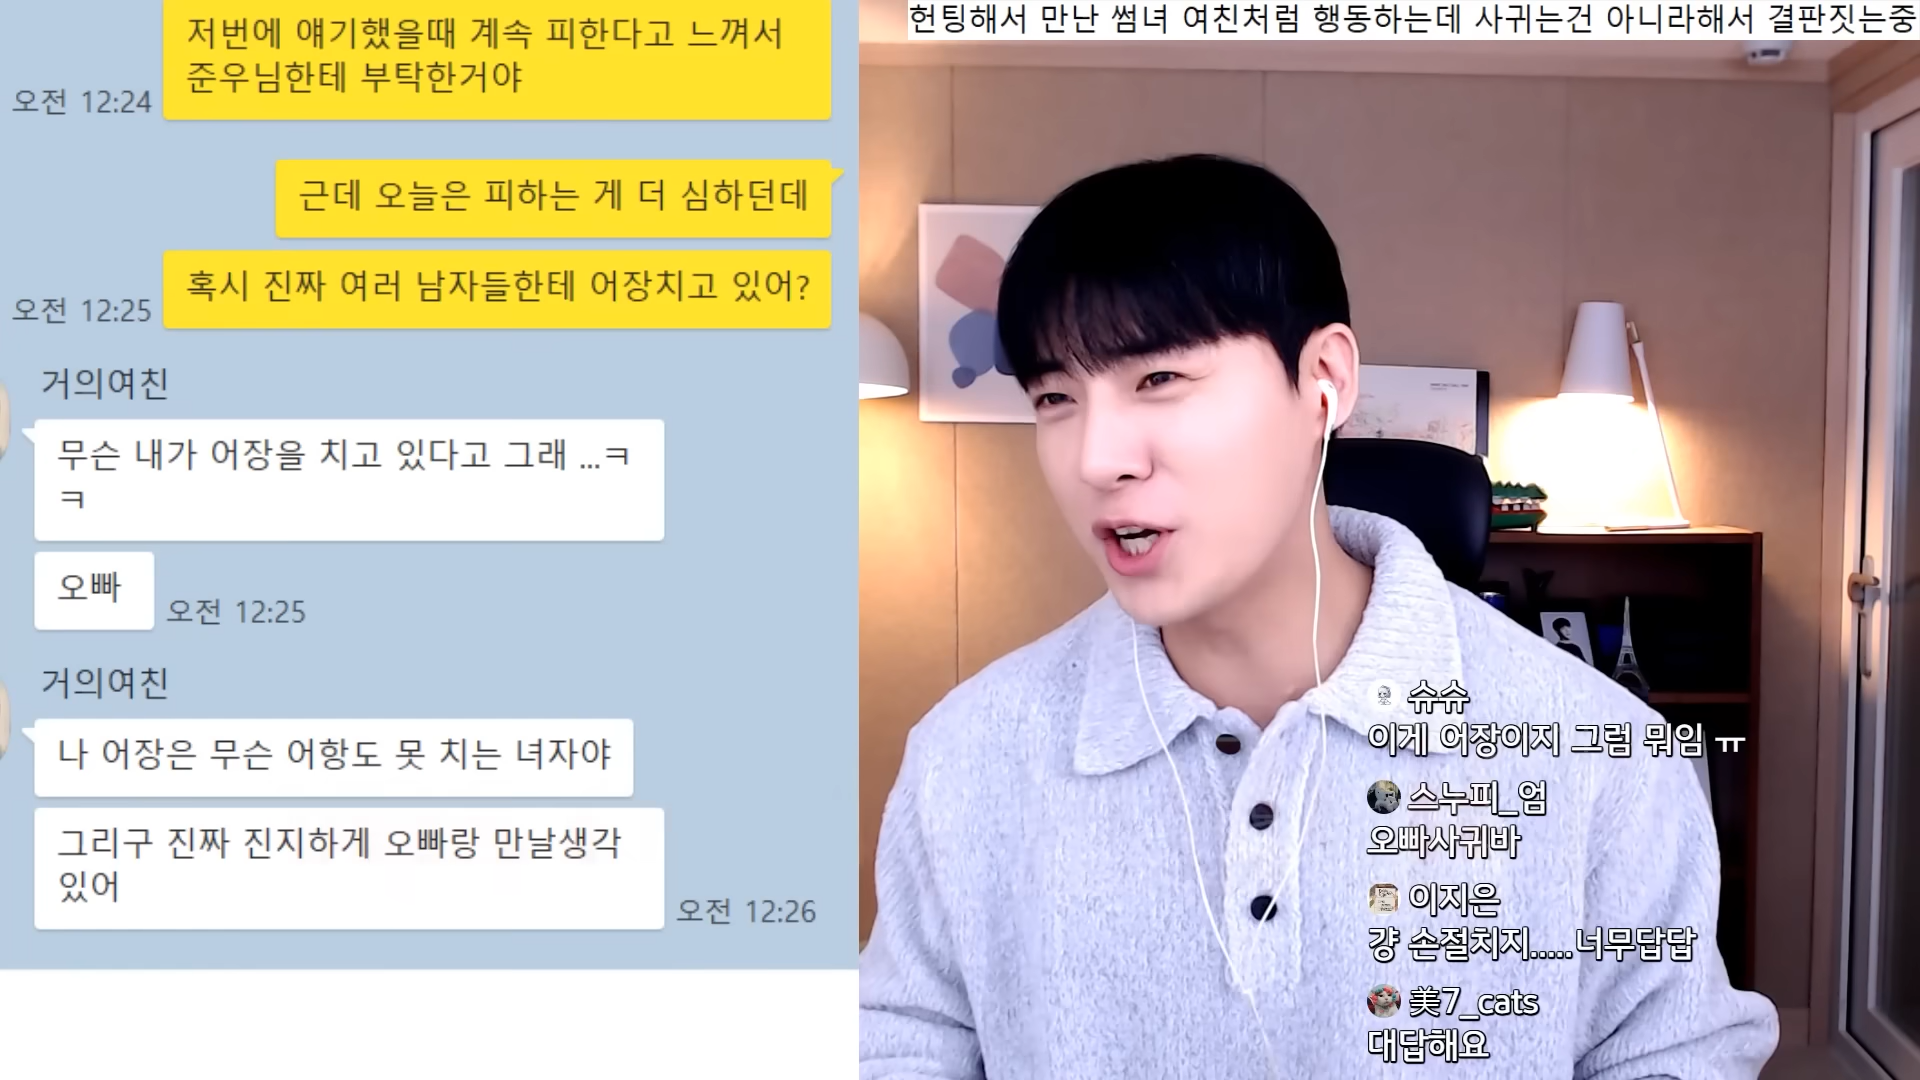 헌팅해서 만난 썸녀 여친처럼 행동하는데 사귀는건 아니라해서 결판짓는중
저번에 얘기했을때 계속 피한다고 느껴서
준우님한테 부탁한거야
오전 12:24
근데 오늘은 피하는 게 더 심하던데
혹시 진짜 여러 남자들한테 어장치고 있어?
오전 12:25
거의여친
무슨 내가 어장을 치고 있다고 그래 ...ㅋ
ㅋ
오빠
오전 12:25
거의여친
나 어장은 무슨 어항도 못 치는 녀자야
그리구 진짜 진지하게 오빠랑 만날생각
있어
오전 12:26
슈슈
이게 어장이지 그럼 뭐임 ㅠ
스누피_엄
오빠사귀바
이지은
걍 손절치지.....너무답답
美7_cats
대답해요